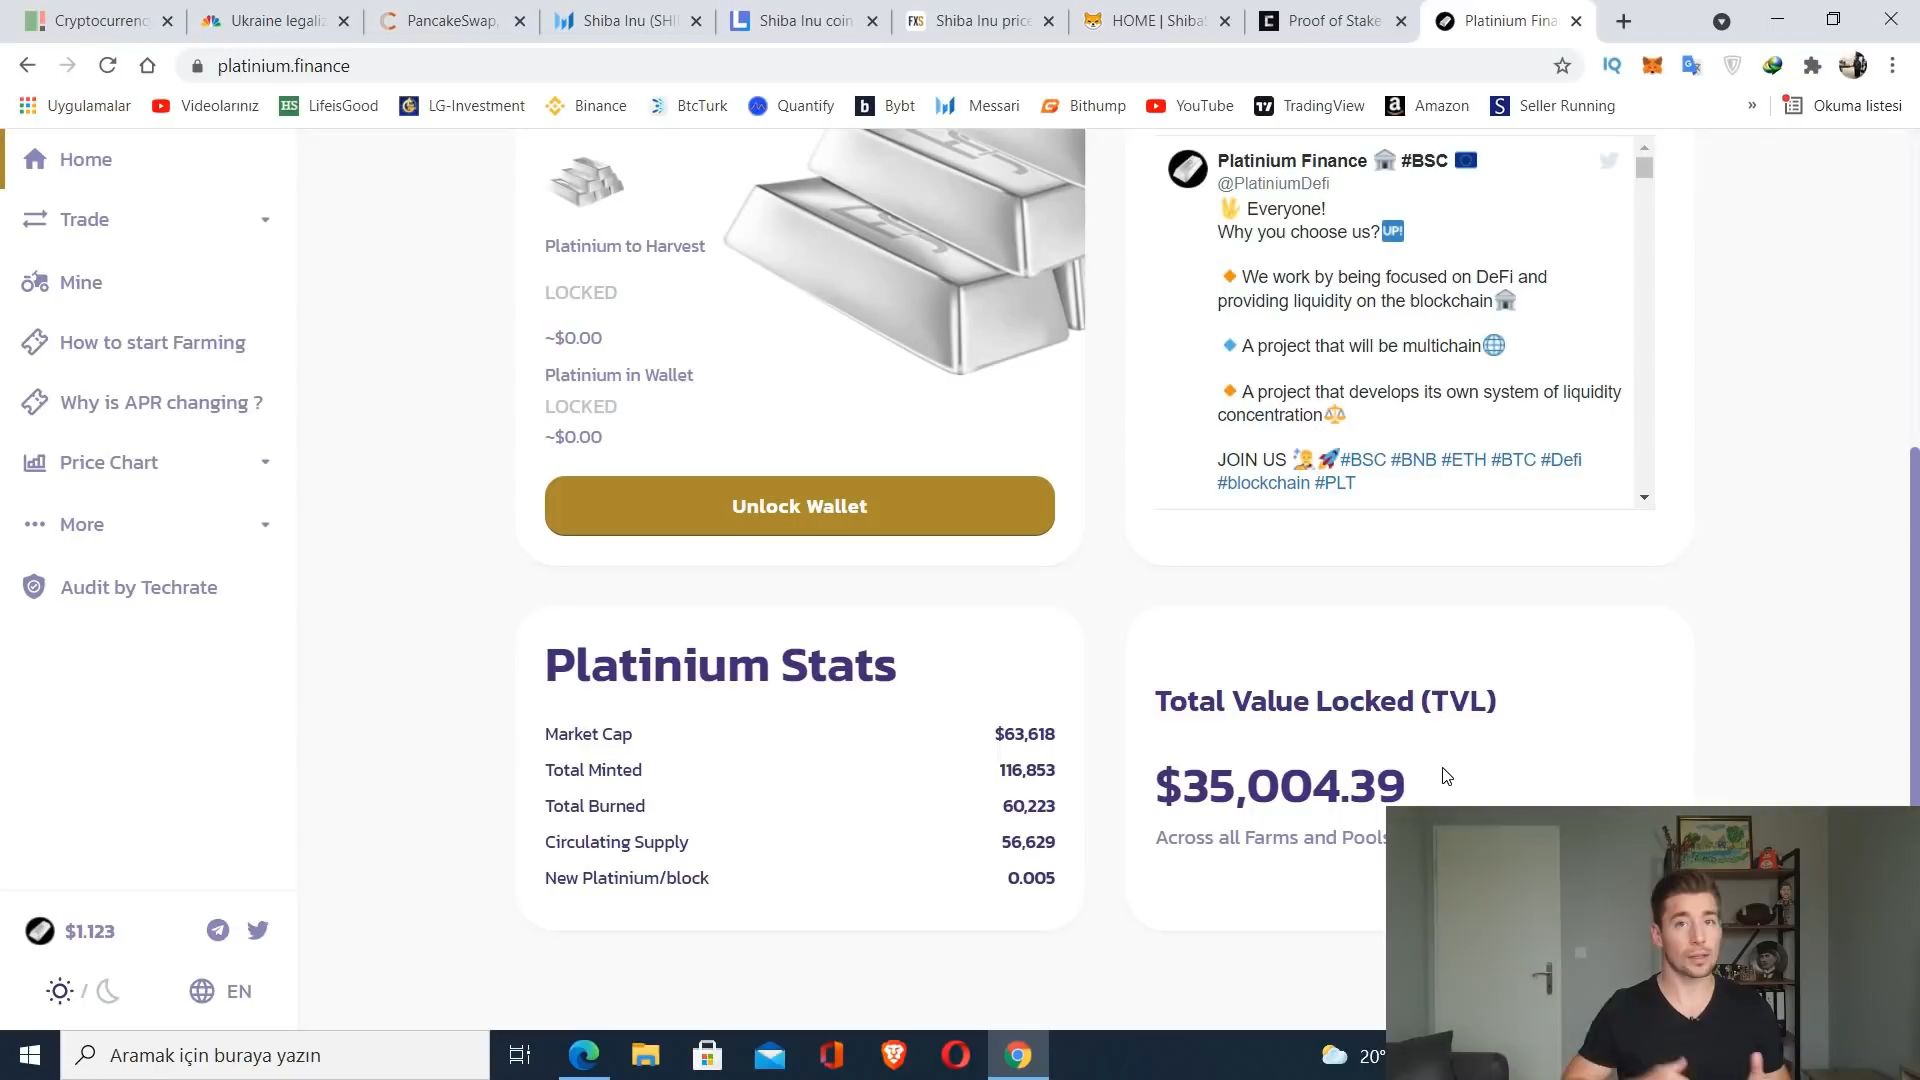 Cryptocurrenc
Ukraine legaliz
PancakeSwap,
Shiba Inu (SHI
Shiba Inu coin
FXS
Shiba Inu price
HOME | ShibaS
Proof of Stake
Platinium Fina
platinium.finance
Uygulamalar
Videolarınız
HS LifeisGood
LG-Investment
Binance
BtcTurk
Quantify
b Bybt
Messari
Bithump
YouTube
TradingView
a Amazon
S Seller Running
»
Okuma listesi
Home
Trade
Mine
How to start Farming
Why is APR changing ?
Price Chart
More
Audit by Techrate
$1.123
/
EN
Platinium to Harvest
LOCKED
~$0.00
Platinium in Wallet
LOCKED
~$0.00
Unlock Wallet
Platinium Finance 🏛 #BSC 🇪🇺
@PlatiniumDefi
🖖 Everyone!
Why you choose us?🆙
🔸We work by being focused on DeFi and
providing liquidity on the blockchain🏛
🔹A project that will be multichain🌐
🔸A project that develops its own system of liquidity
concentration⚖
JOIN US 🤽🚀#BSC #BNB #ETH #BTC #Defi
#blockchain #PLT
Platinium Stats
Market Cap $63,618
Total Minted 116,853
Total Burned 60,223
Circulating Supply 56,629
New Platinium/block 0.005
Total Value Locked (TVL)
$35,004.39
Across all Farms and Pools
Aramak için buraya yazın
20°